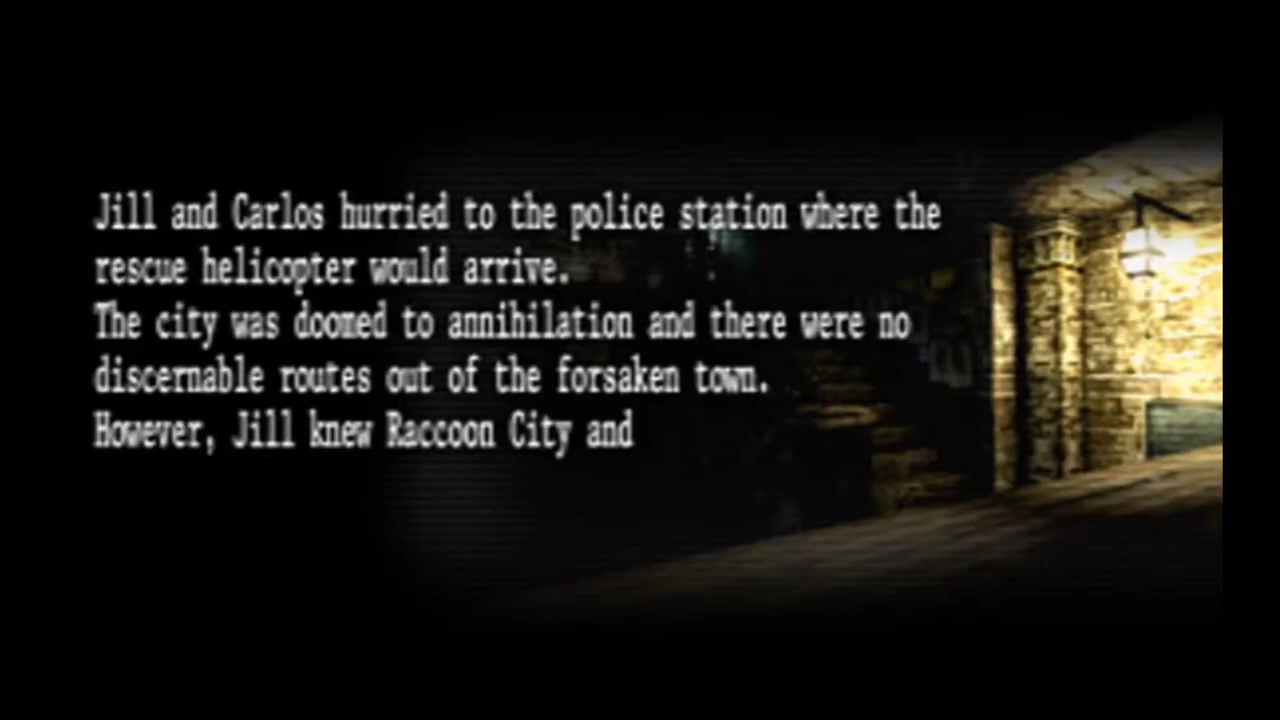 Jill and Carlos hurried to the police station where the
rescue helicopter would arrive.
The city was doomed to annihilation and there were no
discernable routes out of the forsaken town.
However, Jill knew Raccoon City and